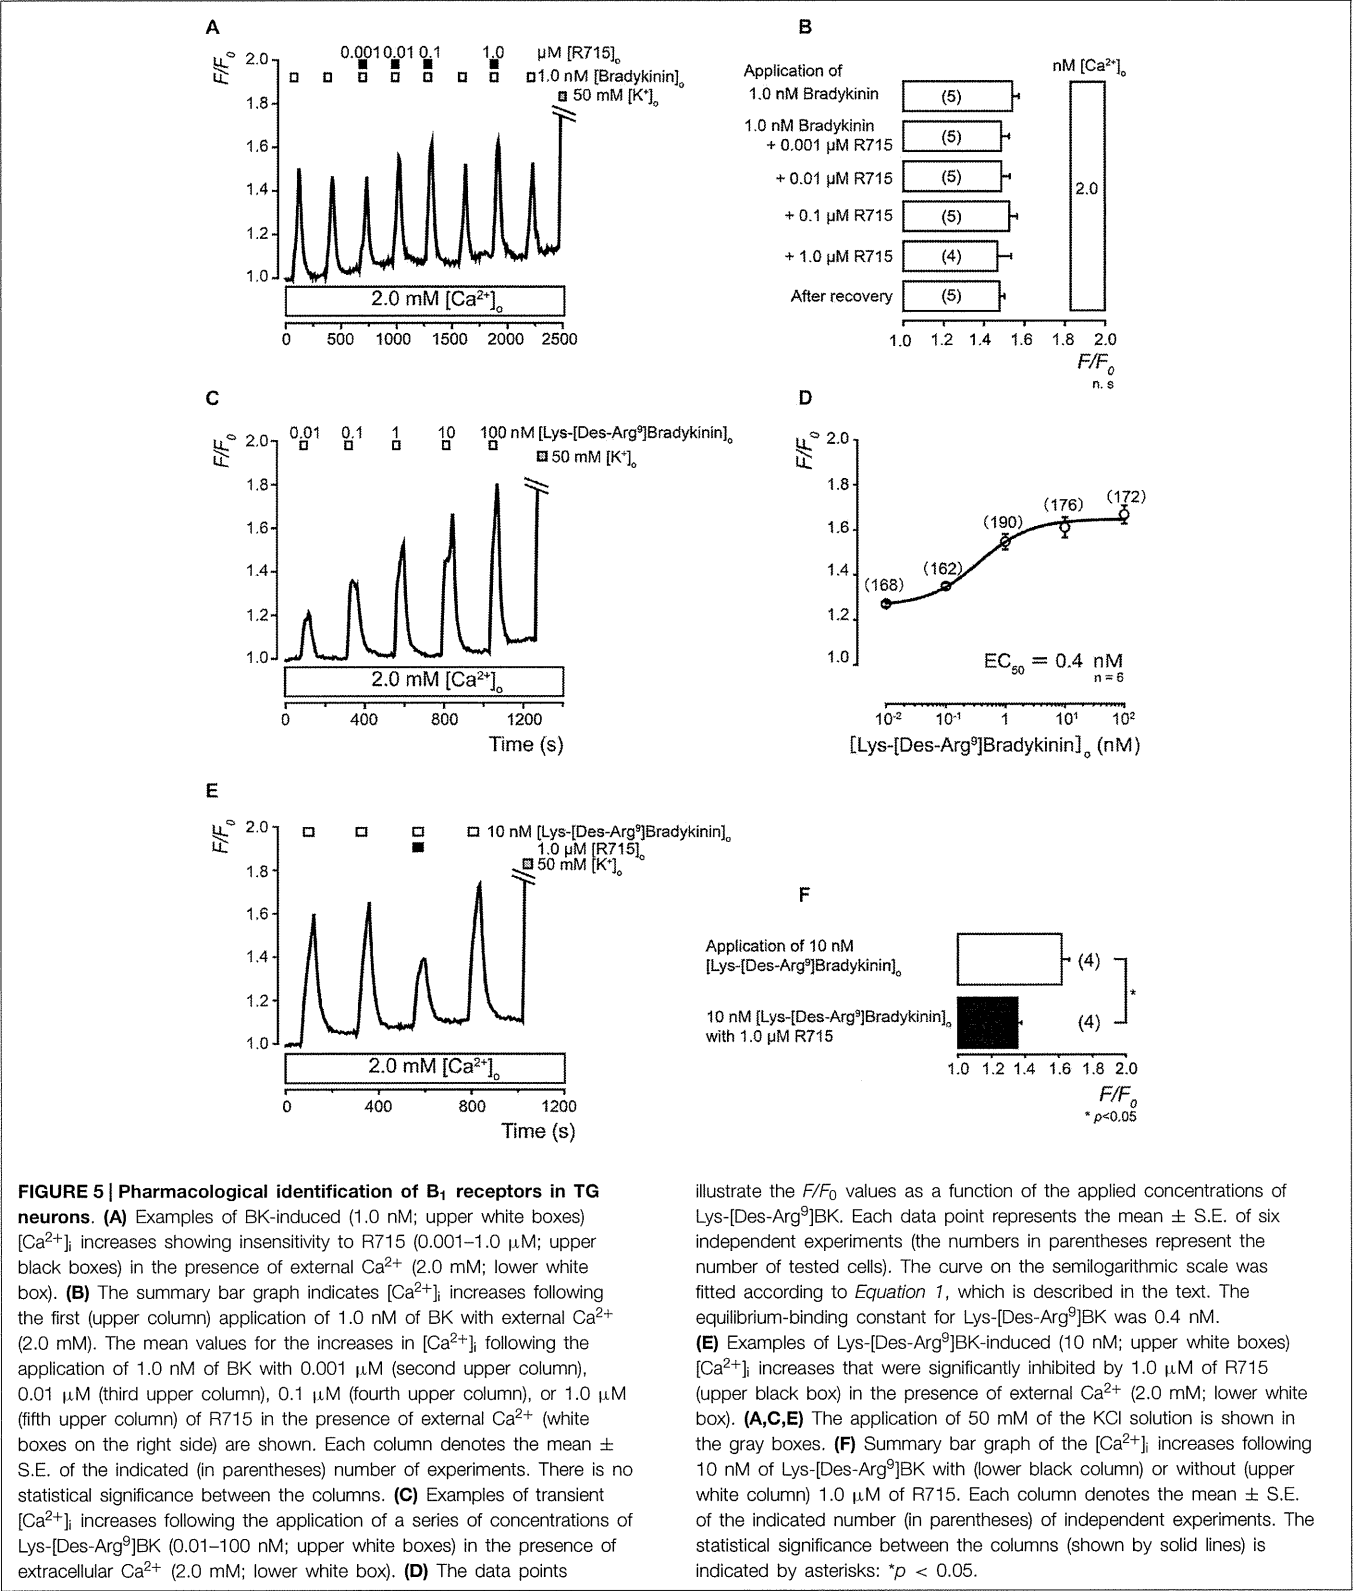 A
0.001 0.01 0.1 1.0 µM [R715]ₒ
1.0 nM [Bradykinin]ₒ
50 mM [K⁺]ₒ
F/F₀
2.0
1.8
1.6
1.4
1.2
1.0
2.0 mM [Ca²⁺]ₒ
0 500 1000 1500 2000 2500
B
Application of
1.0 nM Bradykinin
1.0 nM Bradykinin
+ 0.001 µM R715
+ 0.01 µM R715
+ 0.1 µM R715
+ 1.0 µM R715
After recovery
(5)
(5)
(5)
(5)
(4)
(5)
nM [Ca²⁺]ₒ
2.0
1.0 1.2 1.4 1.6 1.8 2.0
F/F₀
n. s
C
0.01 0.1 1 10 100 nM [Lys-[Des-Arg⁹]Bradykinin]ₒ
50 mM [K⁺]ₒ
F/F₀
2.0
1.8
1.6
1.4
1.2
1.0
2.0 mM [Ca²⁺]ₒ
0 400 800 1200
Time (s)
D
F/F₀
2.0
1.8
1.6
1.4
1.2
1.0
(168) (162) (190) (176) (172)
EC₅₀ = 0.4 nM
n = 6
10⁻² 10⁻¹ 1 10¹ 10²
[Lys-[Des-Arg⁹]Bradykinin]ₒ (nM)
E
10 nM [Lys-[Des-Arg⁹]Bradykinin]ₒ
1.0 µM [R715]ₒ
50 mM [K⁺]ₒ
F/F₀
2.0
1.8
1.6
1.4
1.2
1.0
2.0 mM [Ca²⁺]ₒ
0 400 800 1200
Time (s)
F
Application of 10 nM
[Lys-[Des-Arg⁹]Bradykinin]ₒ
10 nM [Lys-[Des-Arg⁹]Bradykinin]ₒ
with 1.0 µM R715
(4)
(4)
*
1.0 1.2 1.4 1.6 1.8 2.0
F/F₀
* p<0.05
FIGURE 5 | Pharmacological identification of B₁ receptors in TG
neurons. (A) Examples of BK-induced (1.0 nM; upper white boxes)
[Ca²⁺]ᵢ increases showing insensitivity to R715 (0.001–1.0 µM; upper
black boxes) in the presence of external Ca²⁺ (2.0 mM; lower white
box). (B) The summary bar graph indicates [Ca²⁺]ᵢ increases following
the first (upper column) application of 1.0 nM of BK with external Ca²⁺
(2.0 mM). The mean values for the increases in [Ca²⁺]ᵢ following the
application of 1.0 nM of BK with 0.001 µM (second upper column),
0.01 µM (third upper column), 0.1 µM (fourth upper column), or 1.0 µM
(fifth upper column) of R715 in the presence of external Ca²⁺ (white
boxes on the right side) are shown. Each column denotes the mean ±
S.E. of the indicated (in parentheses) number of experiments. There is no
statistical significance between the columns. (C) Examples of transient
[Ca²⁺]ᵢ increases following the application of a series of concentrations of
Lys-[Des-Arg⁹]BK (0.01–100 nM; upper white boxes) in the presence of
extracellular Ca²⁺ (2.0 mM; lower white box). (D) The data points
illustrate the F/F₀ values as a function of the applied concentrations of
Lys-[Des-Arg⁹]BK. Each data point represents the mean ± S.E. of six
independent experiments (the numbers in parentheses represent the
number of tested cells). The curve on the semilogarithmic scale was
fitted according to Equation 1, which is described in the text. The
equilibrium-binding constant for Lys-[Des-Arg⁹]BK was 0.4 nM.
(E) Examples of Lys-[Des-Arg⁹]BK-induced (10 nM; upper white boxes)
[Ca²⁺]ᵢ increases that were significantly inhibited by 1.0 µM of R715
(upper black box) in the presence of external Ca²⁺ (2.0 mM; lower white
box). (A,C,E) The application of 50 mM of the KCl solution is shown in
the gray boxes. (F) Summary bar graph of the [Ca²⁺]ᵢ increases following
10 nM of Lys-[Des-Arg⁹]BK with (lower black column) or without (upper
white column) 1.0 µM of R715. Each column denotes the mean ± S.E.
of the indicated number (in parentheses) of independent experiments. The
statistical significance between the columns (shown by solid lines) is
indicated by asterisks: *p < 0.05.